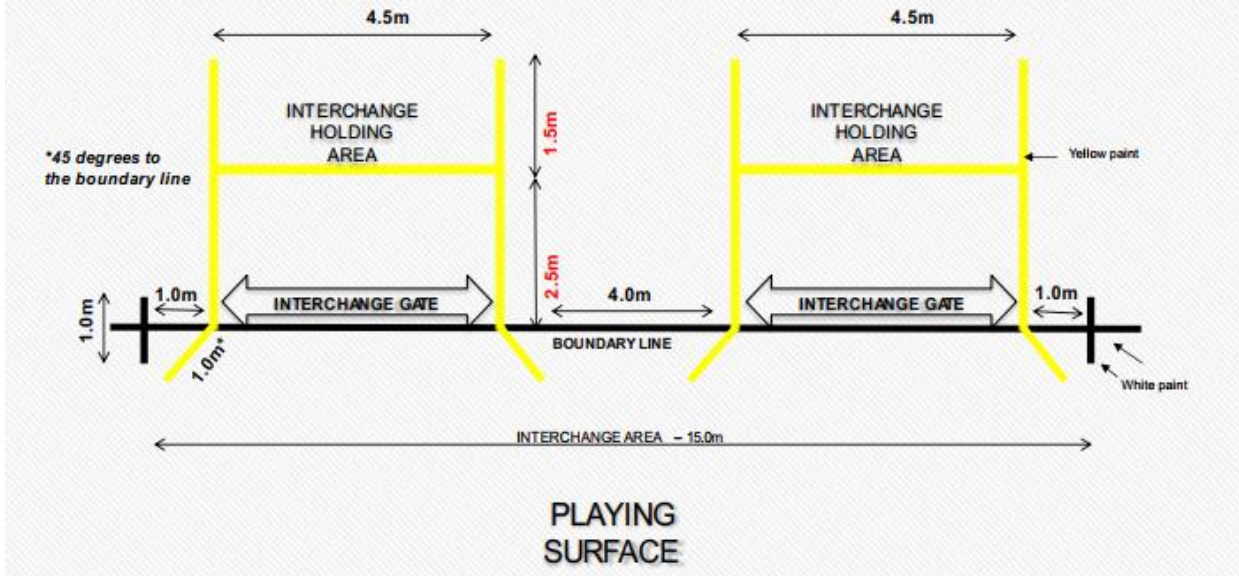 4.5m
4.5m
INTERCHANGE
HOLDING
AREA
1.5m
INTERCHANGE
HOLDING
AREA
*45 degrees to
the boundary line
Yellow paint
2.5m
1.0m
1.0m
INTERCHANGE GATE
4.0m
INTERCHANGE GATE
1.0m
1.0m*
BOUNDARY LINE
White paint
INTERCHANGE AREA – 15.0m
PLAYING
SURFACE